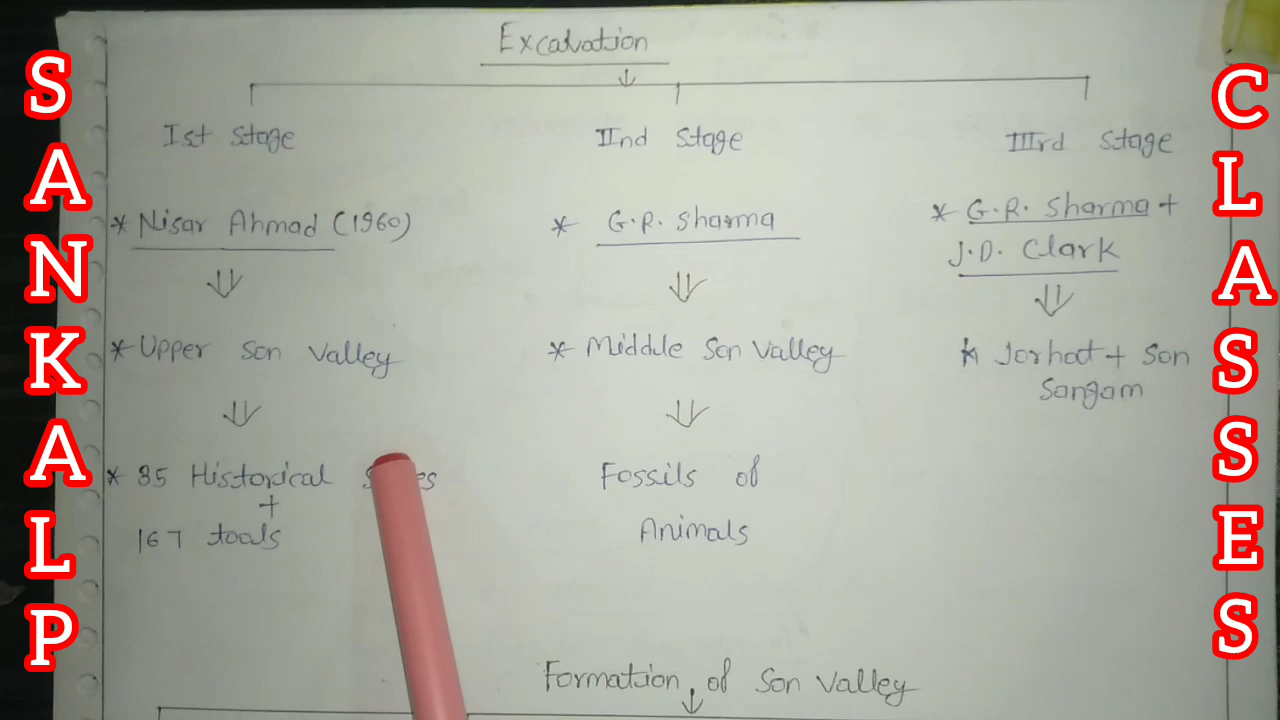 SANKALP
CLASSES
Excavation
Ist Stage
IInd Stage
IIIrd Stage
* Nisar Ahmad (1960)
* G.R. Sharma
* G.R. Sharma +
J.D. Clark
* Upper Son Valley
* Middle Son Valley
* Jorhat + Son
Sangam
* 35 Historical
+
167 tools
Fossils of
Animals
Formation of Son Valley